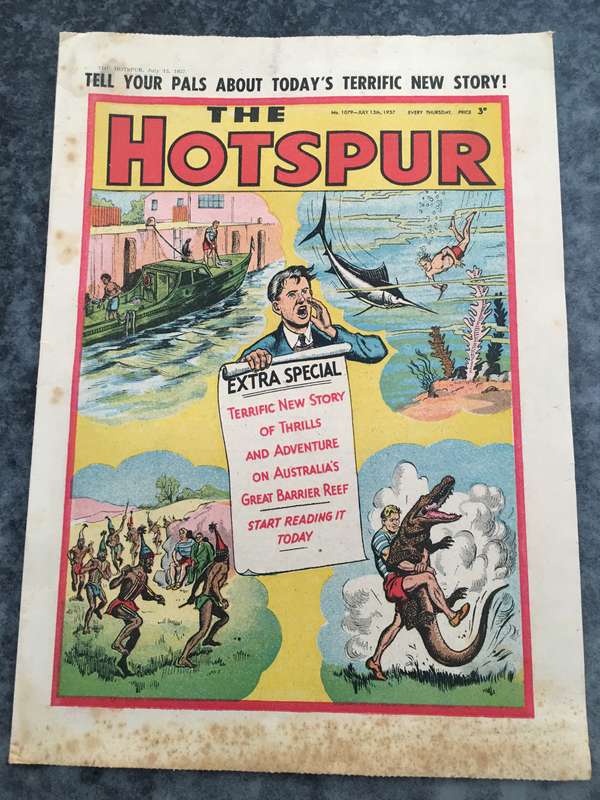 THE HOTSPUR, July 13, 1957.
TELL YOUR PALS ABOUT TODAY'S TERRIFIC NEW STORY!
THE
No. 1079—JULY 13th, 1957 EVERY THURSDAY, PRICE 3D
HOTSPUR
EXTRA SPECIAL
TERRIFIC NEW STORY
OF THRILLS
AND ADVENTURE
ON AUSTRALIA'S
GREAT BARRIER REEF
START READING IT
TODAY